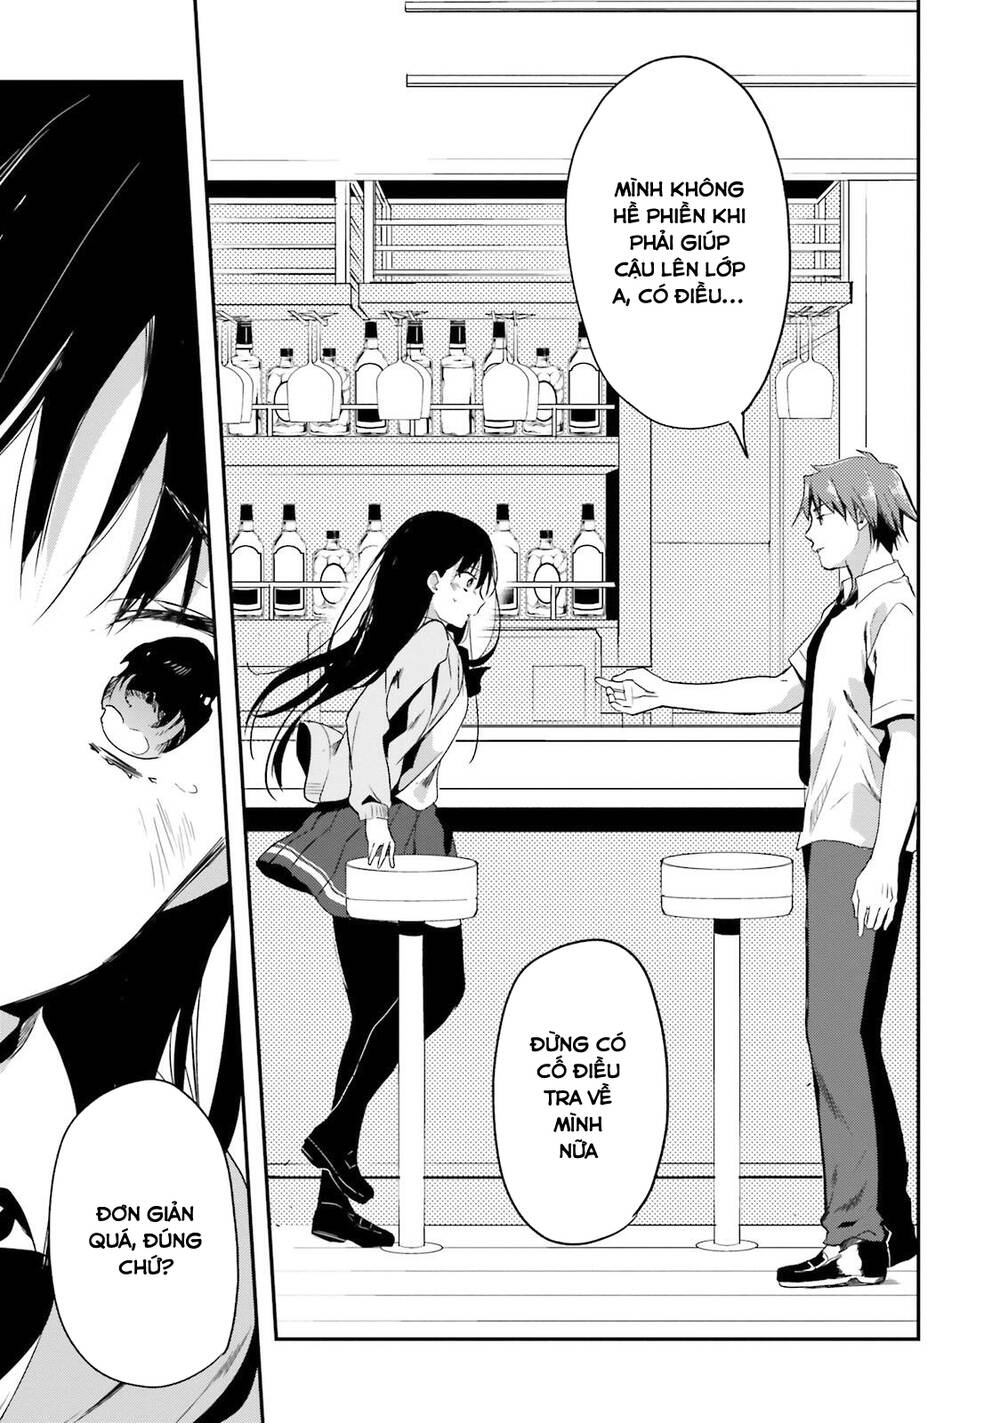 MÌNH KHÔNG
HỀ PHIỀN KHI
PHẢI GIÚP
CẬU LÊN LỚP
A, CÓ ĐIỀU...
ĐỪNG CÓ
CỐ ĐIỀU
TRA VỀ
MÌNH
NỮA
ĐƠN GIẢN
QUÁ, ĐÚNG
CHỨ?